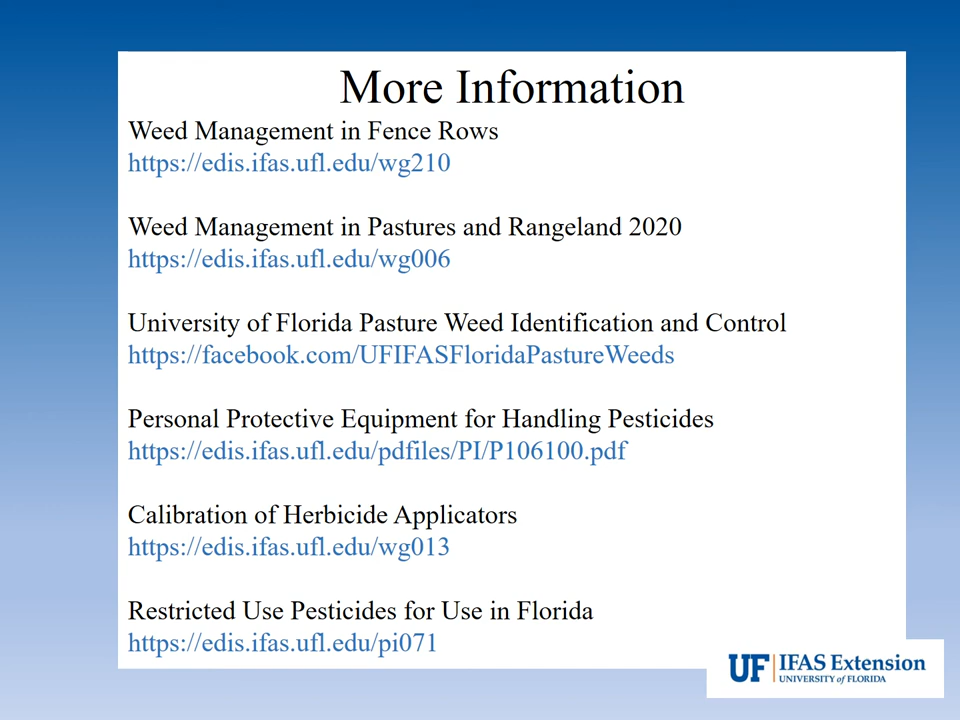 More Information
Weed Management in Fence Rows
https://edis.ifas.ufl.edu/wg210
Weed Management in Pastures and Rangeland 2020
https://edis.ifas.ufl.edu/wg006
University of Florida Pasture Weed Identification and Control
https://facebook.com/UFIFASFloridaPastureWeeds
Personal Protective Equipment for Handling Pesticides
https://edis.ifas.ufl.edu/pdfiles/PI/P106100.pdf
Calibration of Herbicide Applicators
https://edis.ifas.ufl.edu/wg013
Restricted Use Pesticides for Use in Florida
https://edis.ifas.ufl.edu/pi071
UF IFAS Extension
UNIVERSITY of FLORIDA